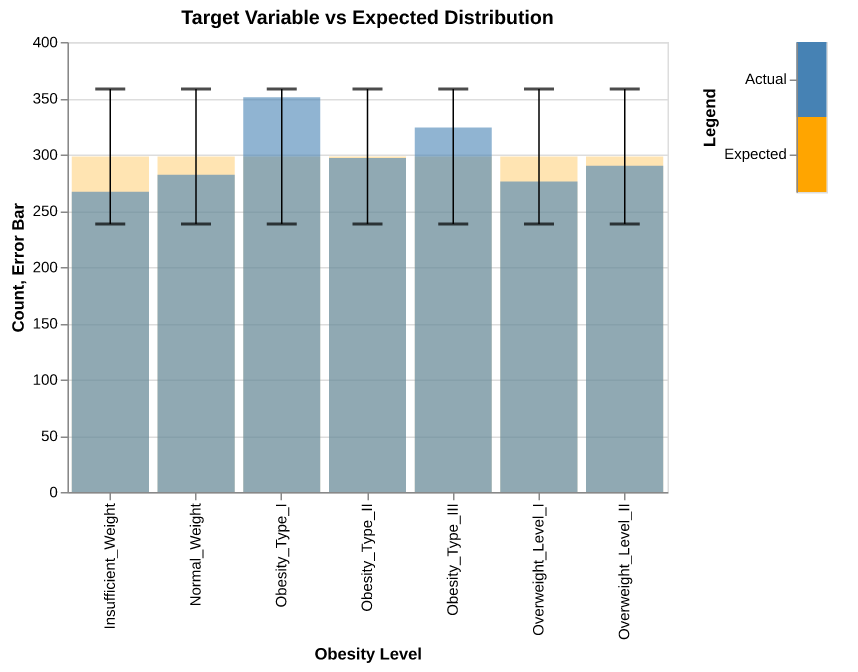 Target Variable vs Expected Distribution
400
350
300
250
200
150
100
50
0
Count, Error Bar
Insufficient_Weight
Normal_Weight
Obesity_Type_I
Obesity_Type_II
Obesity_Type_III
Overweight_Level_I
Overweight_Level_II
Obesity Level
Legend
Actual
Expected